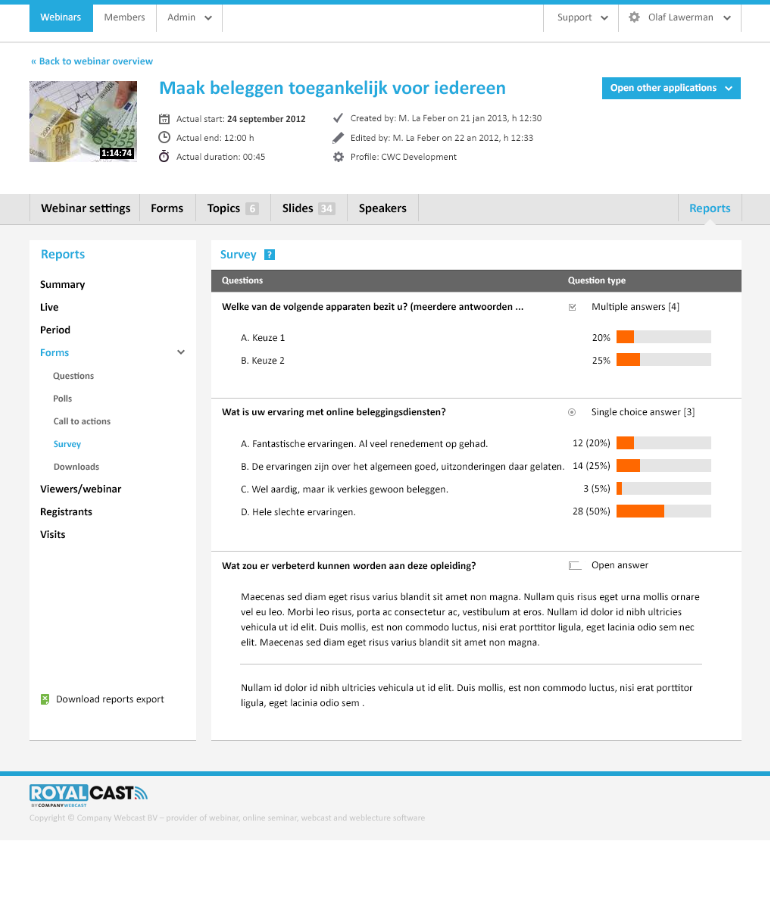 Webinars Members Admin Support Olaf Lawerman
« Back to webinar overview
1:14:74
Maak beleggen toegankelijk voor iedereen
Open other applications
Actual start: 24 september 2012 Created by: M. La Feber on 21 jan 2013, h 12:30
Actual end: 12:00 h Edited by: M. La Feber on 22 an 2012, h 12:33
Actual duration: 00:45 Profile: CWC Development
Webinar settings Forms Topics 6 Slides 34 Speakers Reports
Reports
Summary
Live
Period
Forms
Questions
Polls
Call to actions
Survey
Downloads
Viewers/webinar
Registrants
Visits
Download reports export
Survey ?
Questions Question type
Welke van de volgende apparaten bezit u? (meerdere antwoorden ... Multiple answers [4]
A. Keuze 1 20%
B. Keuze 2 25%
Wat is uw ervaring met online beleggingsdiensten? Single choice answer [3]
A. Fantastische ervaringen. Al veel renedement op gehad. 12 (20%)
B. De ervaringen zijn over het algemeen goed, uitzonderingen daar gelaten. 14 (25%)
C. Wel aardig, maar ik verkies gewoon beleggen. 3 (5%)
D. Hele slechte ervaringen. 28 (50%)
Wat zou er verbeterd kunnen worden aan deze opleiding? Open answer
Maecenas sed diam eget risus varius blandit sit amet non magna. Nullam quis risus eget urna mollis ornare
vel eu leo. Morbi leo risus, porta ac consectetur ac, vestibulum at eros. Nullam id dolor id nibh ultricies
vehicula ut id elit. Duis mollis, est non commodo luctus, nisi erat porttitor ligula, eget lacinia odio sem nec
elit. Maecenas sed diam eget risus varius blandit sit amet non magna.
Nullam id dolor id nibh ultricies vehicula ut id elit. Duis mollis, est non commodo luctus, nisi erat porttitor
ligula, eget lacinia odio sem .
ROYALCAST
BY COMPANYWEBCAST
Copyright © Company Webcast BV – provider of webinar, online seminar, webcast and weblecture software